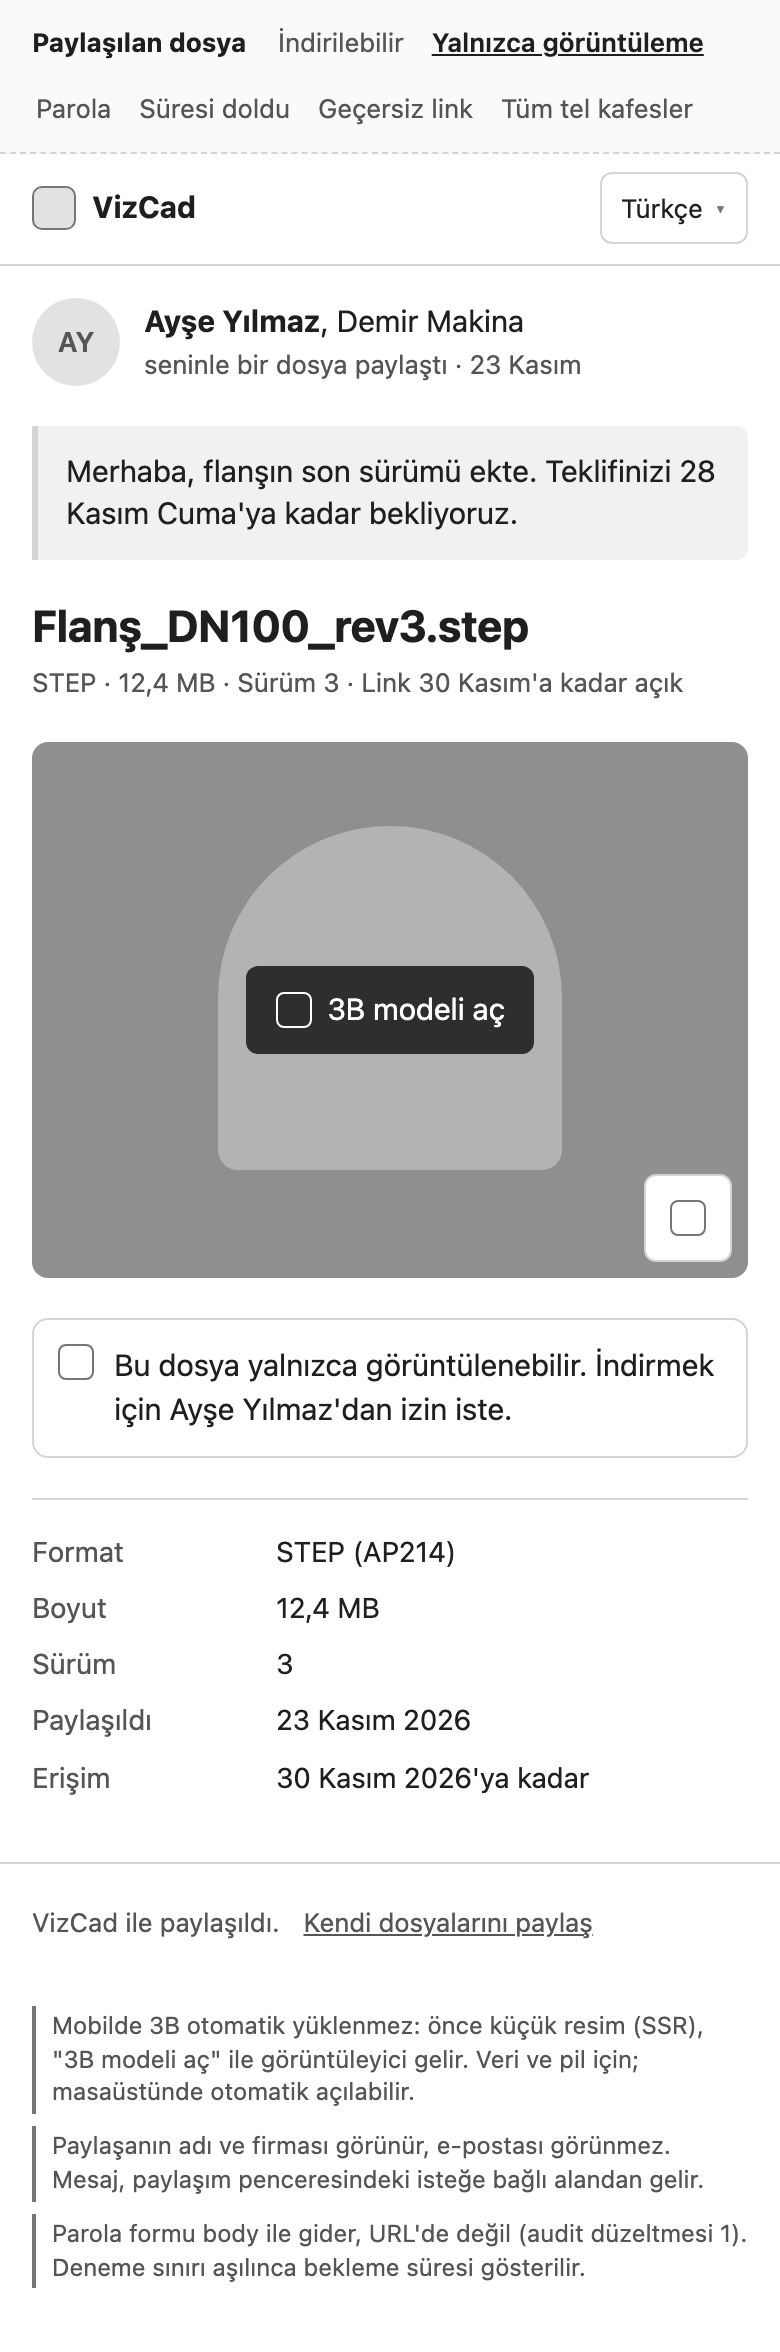 Paylaşılan dosya İndirilebilir Yalnızca görüntüleme
Parola Süresi doldu Geçersiz link Tüm tel kafesler
VizCad
Türkçe ▾
AY
Ayşe Yılmaz, Demir Makina
seninle bir dosya paylaştı · 23 Kasım
Merhaba, flanşın son sürümü ekte. Teklifinizi 28
Kasım Cuma'ya kadar bekliyoruz.
Flanş_DN100_rev3.step
STEP · 12,4 MB · Sürüm 3 · Link 30 Kasım'a kadar açık
3B modeli aç
Bu dosya yalnızca görüntülenebilir. İndirmek
için Ayşe Yılmaz'dan izin iste.
Format STEP (AP214)
Boyut 12,4 MB
Sürüm 3
Paylaşıldı 23 Kasım 2026
Erişim 30 Kasım 2026'ya kadar
VizCad ile paylaşıldı. Kendi dosyalarını paylaş
Mobilde 3B otomatik yüklenmez: önce küçük resim (SSR),
"3B modeli aç" ile görüntüleyici gelir. Veri ve pil için;
masaüstünde otomatik açılabilir.
Paylaşanın adı ve firması görünür, e-postası görünmez.
Mesaj, paylaşım penceresindeki isteğe bağlı alandan gelir.
Parola formu body ile gider, URL'de değil (audit düzeltmesi 1).
Deneme sınırı aşılınca bekleme süresi gösterilir.